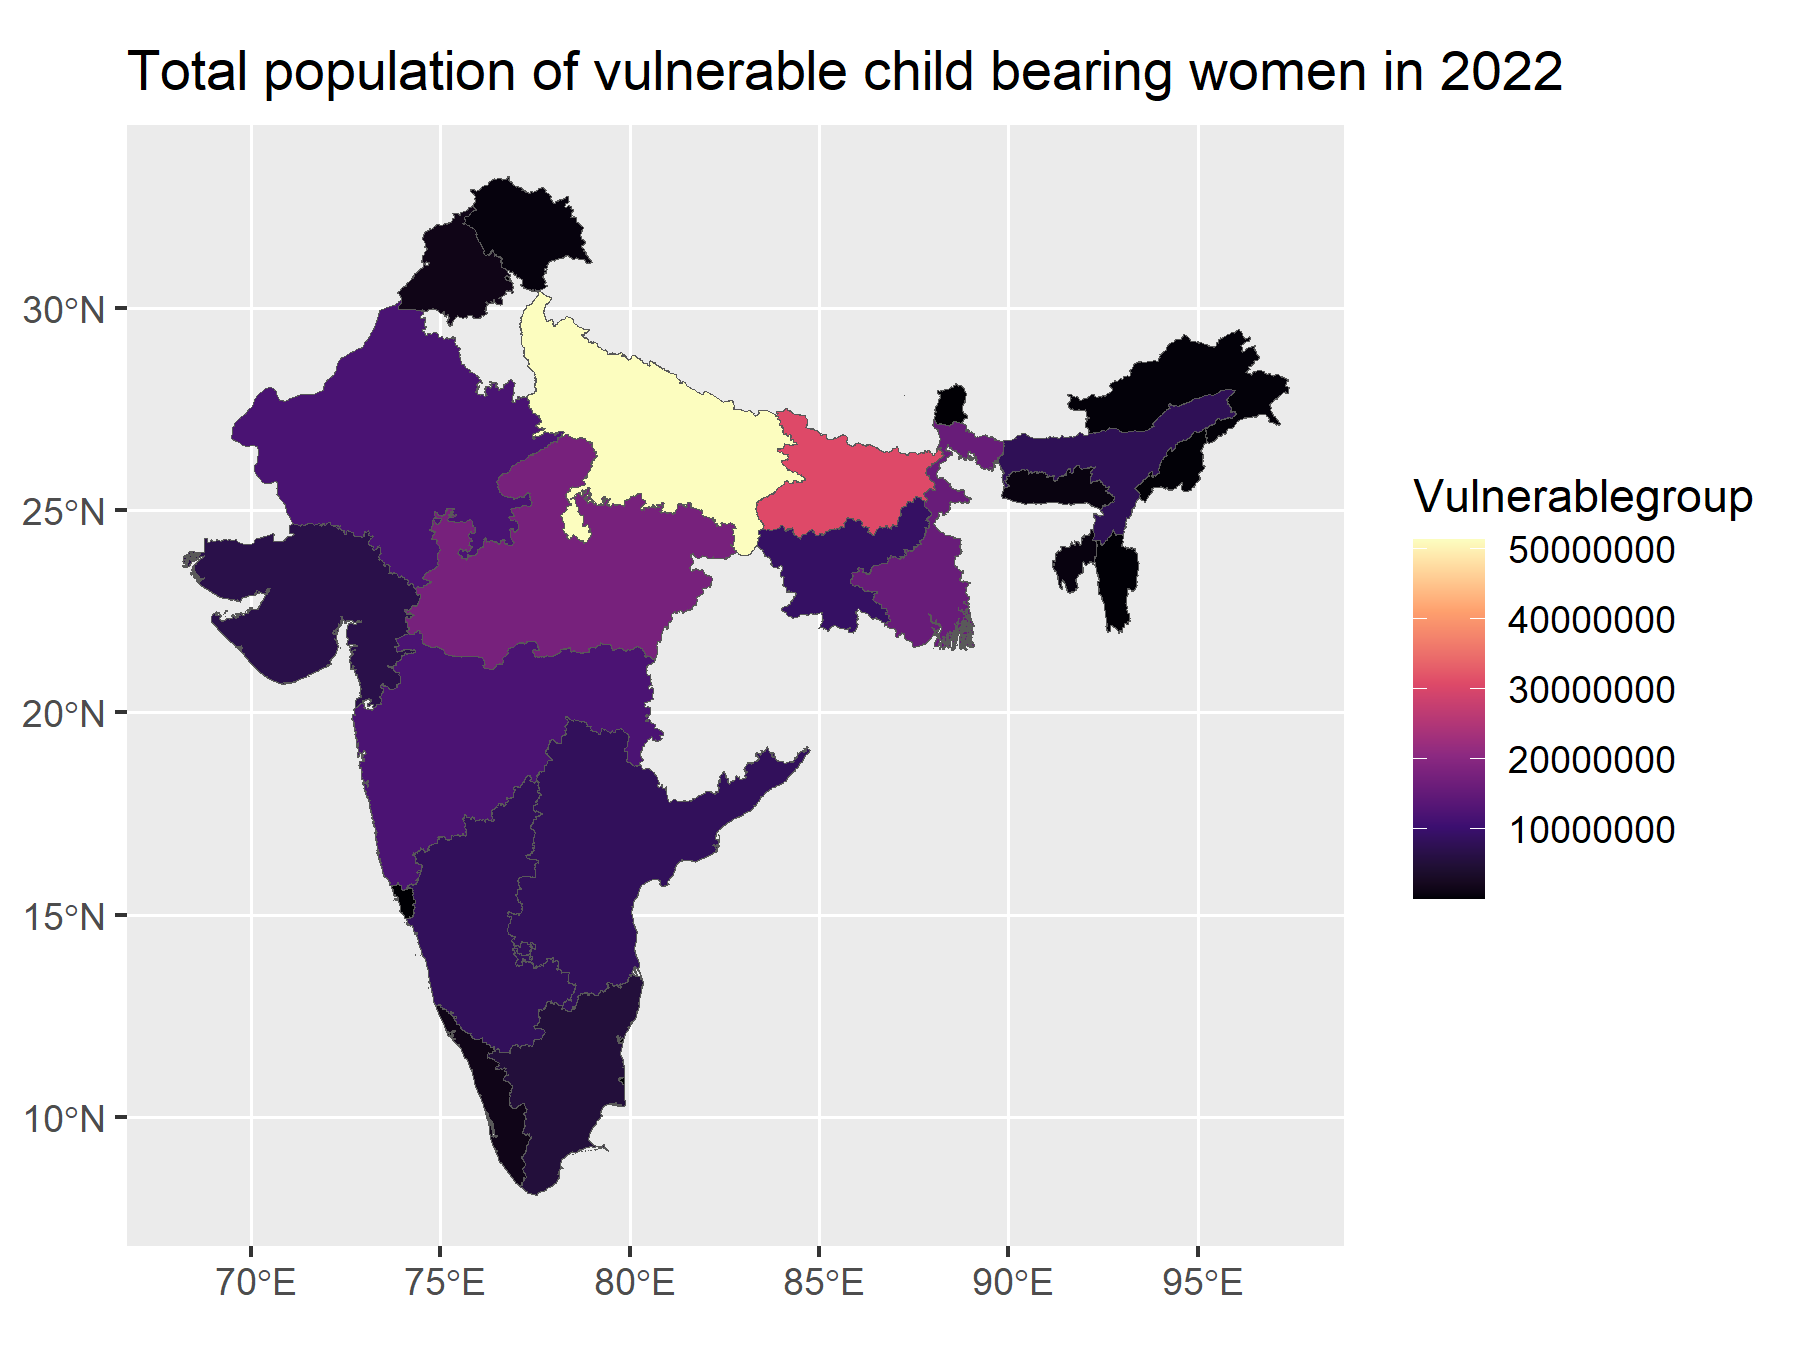 Total population of vulnerable child bearing women in 2022
30°N
25°N
20°N
15°N
10°N
70°E
75°E
80°E
85°E
90°E
95°E
Vulnerablegroup
50000000
40000000
30000000
20000000
10000000